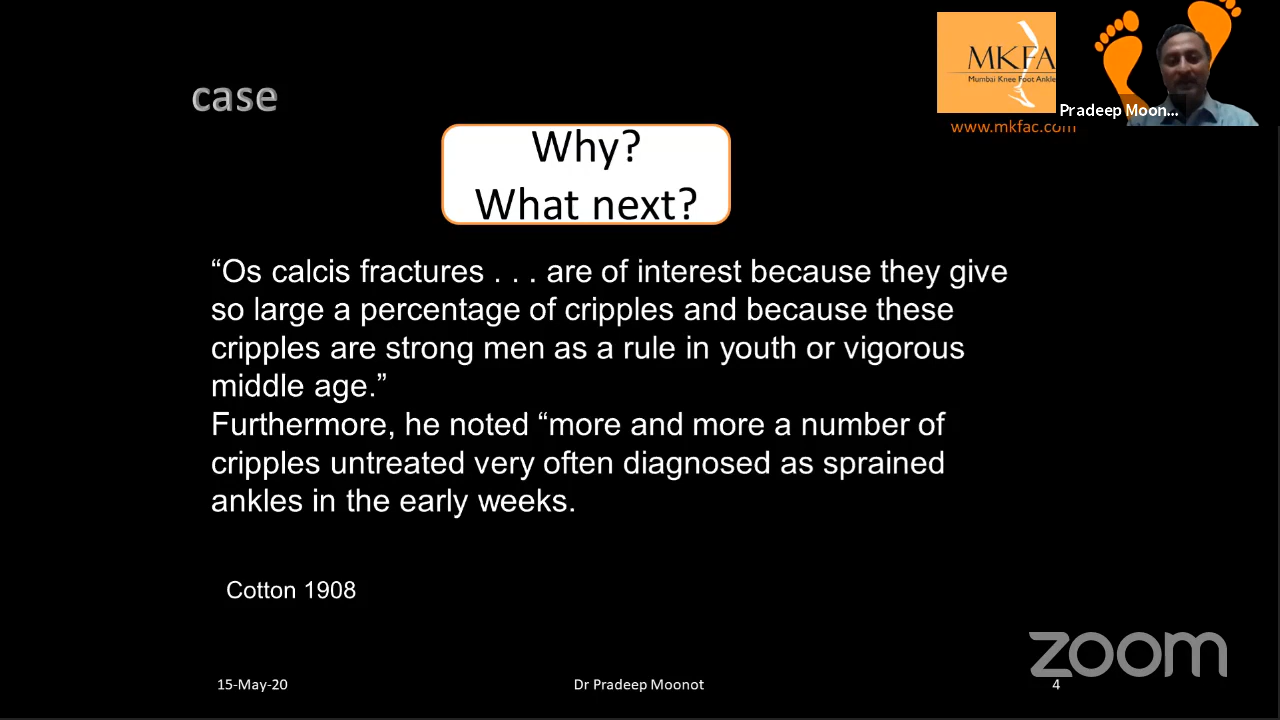 case
MKFA
Mumbai Knee Foot Ankle
Pradeep Moon...
www.mkfac.com
Why?
What next?
“Os calcis fractures . . . are of interest because they give
so large a percentage of cripples and because these
cripples are strong men as a rule in youth or vigorous
middle age.”
Furthermore, he noted “more and more a number of
cripples untreated very often diagnosed as sprained
ankles in the early weeks.
Cotton 1908
zoom
15-May-20
Dr Pradeep Moonot
4